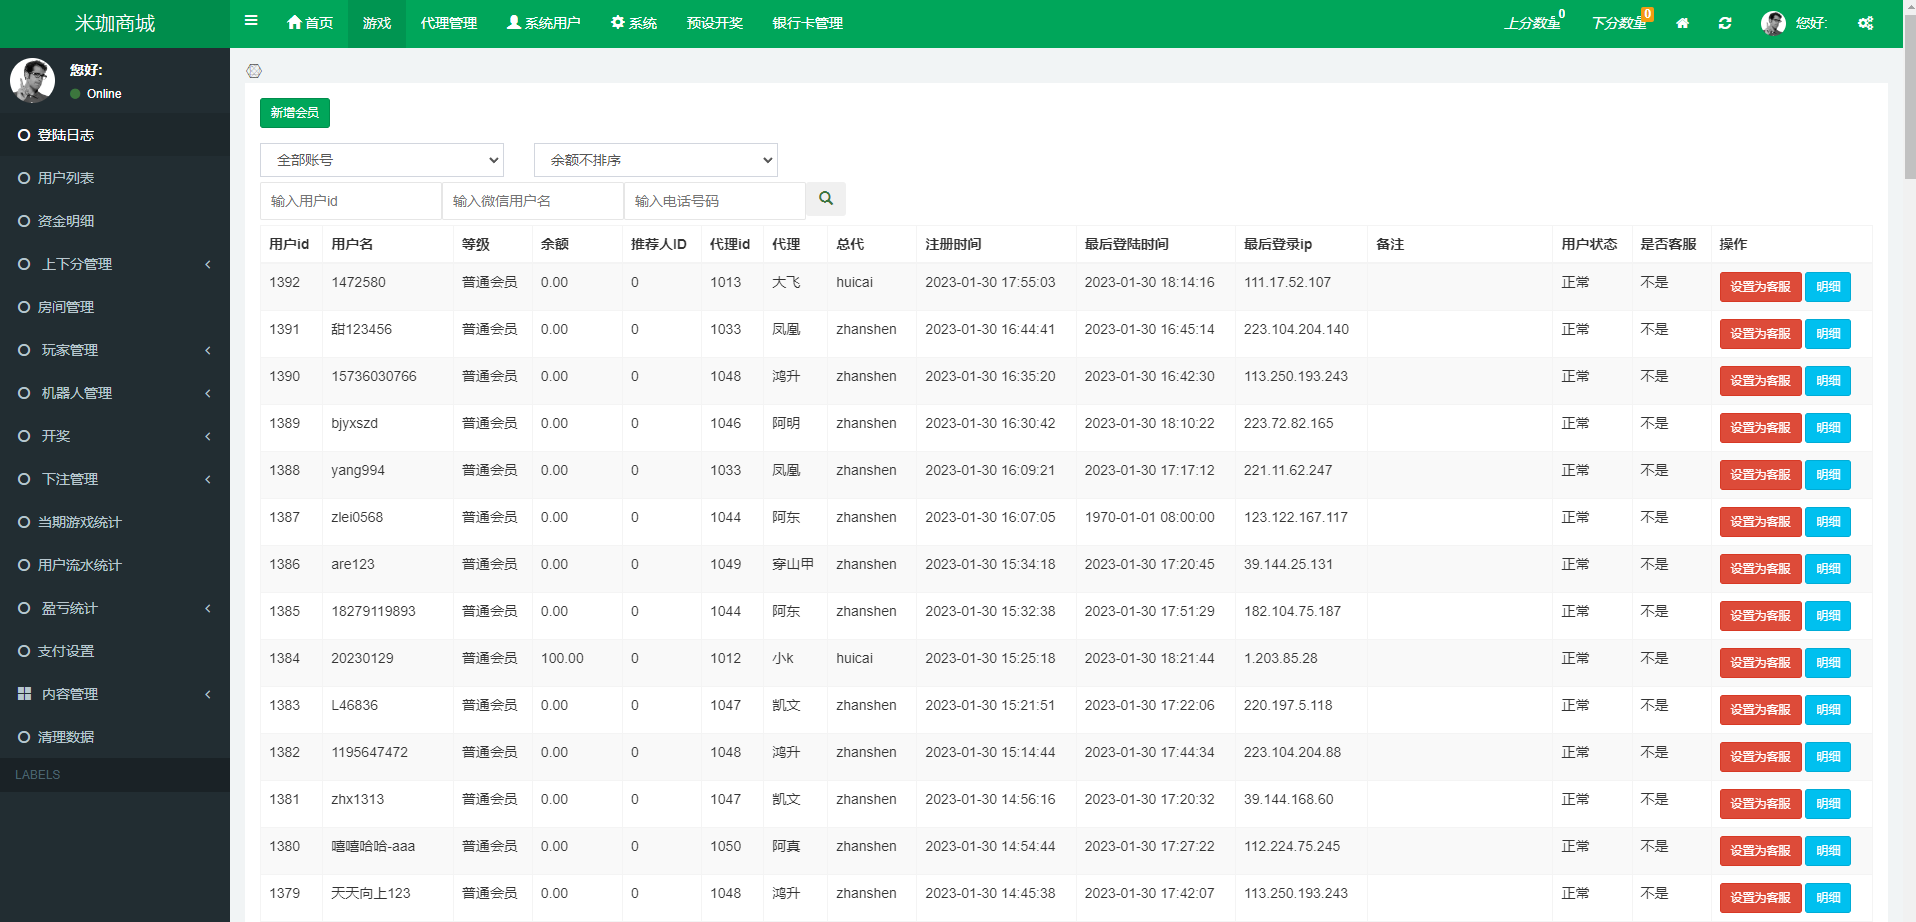 米珈商城
首页 游戏 代理管理 系统用户 系统 预设开奖 银行卡管理 上分数量 0 下分数量 0 您好:
您好:
Online
登陆日志
用户列表
资金明细
上下分管理
房间管理
玩家管理
机器人管理
开奖
下注管理
当期游戏统计
用户流水统计
盈亏统计
支付设置
内容管理
清理数据
LABELS
新增会员
全部账号 余额不排序
输入用户id 输入微信用户名 输入电话号码
用户id 用户名 等级 余额 推荐人ID 代理id 代理 总代 注册时间 最后登陆时间 最后登录ip 备注 用户状态 是否客服 操作
1392 1472580 普通会员 0.00 0 1013 大飞 huicai 2023-01-30 17:55:03 2023-01-30 18:14:16 111.17.52.107 正常 不是 设置为客服 明细
1391 甜123456 普通会员 0.00 0 1033 凤凰 zhanshen 2023-01-30 16:44:41 2023-01-30 16:45:14 223.104.204.140 正常 不是 设置为客服 明细
1390 15736030766 普通会员 0.00 0 1048 鸿升 zhanshen 2023-01-30 16:35:20 2023-01-30 16:42:30 113.250.193.243 正常 不是 设置为客服 明细
1389 bjyxszd 普通会员 0.00 0 1046 阿明 zhanshen 2023-01-30 16:30:42 2023-01-30 18:10:22 223.72.82.165 正常 不是 设置为客服 明细
1388 yang994 普通会员 0.00 0 1033 凤凰 zhanshen 2023-01-30 16:09:21 2023-01-30 17:17:12 221.11.62.247 正常 不是 设置为客服 明细
1387 zlei0568 普通会员 0.00 0 1044 阿东 zhanshen 2023-01-30 16:07:05 1970-01-01 08:00:00 123.122.167.117 正常 不是 设置为客服 明细
1386 are123 普通会员 0.00 0 1049 穿山甲 zhanshen 2023-01-30 15:34:18 2023-01-30 17:20:45 39.144.25.131 正常 不是 设置为客服 明细
1385 18279119893 普通会员 0.00 0 1044 阿东 zhanshen 2023-01-30 15:32:38 2023-01-30 17:51:29 182.104.75.187 正常 不是 设置为客服 明细
1384 20230129 普通会员 100.00 0 1012 小k huicai 2023-01-30 15:25:18 2023-01-30 18:21:44 1.203.85.28 正常 不是 设置为客服 明细
1383 L46836 普通会员 0.00 0 1047 凯文 zhanshen 2023-01-30 15:21:51 2023-01-30 17:22:06 220.197.5.118 正常 不是 设置为客服 明细
1382 1195647472 普通会员 0.00 0 1048 鸿升 zhanshen 2023-01-30 15:14:44 2023-01-30 17:44:34 223.104.204.88 正常 不是 设置为客服 明细
1381 zhx1313 普通会员 0.00 0 1047 凯文 zhanshen 2023-01-30 14:56:16 2023-01-30 17:20:32 39.144.168.60 正常 不是 设置为客服 明细
1380 嘻嘻哈哈-aaa 普通会员 0.00 0 1050 阿真 zhanshen 2023-01-30 14:54:44 2023-01-30 17:27:22 112.224.75.245 正常 不是 设置为客服 明细
1379 天天向上123 普通会员 0.00 0 1048 鸿升 zhanshen 2023-01-30 14:45:38 2023-01-30 17:42:07 113.250.193.243 正常 不是 设置为客服 明细